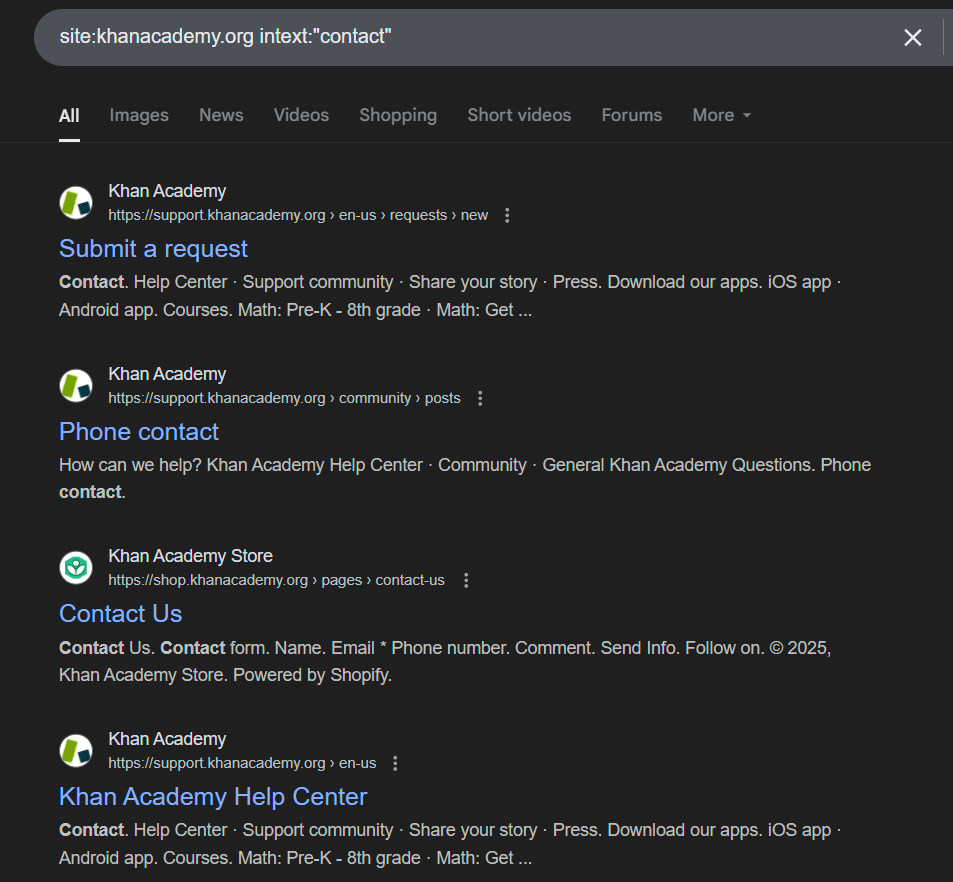 site:khanacademy.org intext:"contact"
All Images News Videos Shopping Short videos Forums More
Khan Academy
https://support.khanacademy.org › en-us › requests › new
Submit a request
Contact. Help Center · Support community · Share your story · Press. Download our apps. iOS app ·
Android app. Courses. Math: Pre-K - 8th grade · Math: Get ...
Khan Academy
https://support.khanacademy.org › community › posts
Phone contact
How can we help? Khan Academy Help Center · Community · General Khan Academy Questions. Phone
contact.
Khan Academy Store
https://shop.khanacademy.org › pages › contact-us
Contact Us
Contact Us. Contact form. Name. Email * Phone number. Comment. Send Info. Follow on. © 2025,
Khan Academy Store. Powered by Shopify.
Khan Academy
https://support.khanacademy.org › en-us
Khan Academy Help Center
Contact. Help Center · Support community · Share your story · Press. Download our apps. iOS app ·
Android app. Courses. Math: Pre-K - 8th grade · Math: Get ...